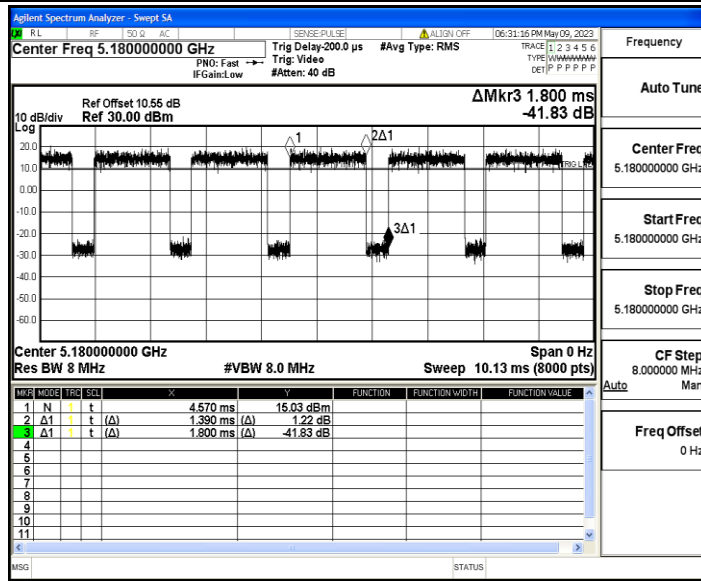 Agilent Spectrum Analyzer - Swept SA
RL RF 50 Ω AC SENSE:PULSE ALIGN OFF 06:31:16 PM May 09, 2023
Center Freq 5.180000000 GHz
PNO: Fast
IFGain:Low
Trig Delay-200.0 µs
Trig: Video
#Atten: 40 dB
#Avg Type: RMS
TRACE 1 2 3 4 5 6
TYPE WWWWWW
DET P P P P P P
Ref Offset 10.55 dB
10 dB/div Ref 30.00 dBm
ΔMkr3 1.800 ms
-41.83 dB
Log
20.0
10.0
0.00
-10.0
-20.0
-30.0
-40.0
-50.0
-60.0
1
2Δ1
3Δ1
Center 5.180000000 GHz Span 0 Hz
Res BW 8 MHz #VBW 8.0 MHz Sweep 10.13 ms (8000 pts)
MKR MODE TRC SCL X Y FUNCTION FUNCTION WIDTH FUNCTION VALUE
1 N 1 t 4.570 ms 15.03 dBm
2 Δ1 1 t (Δ) 1.390 ms (Δ) 1.22 dB
3 Δ1 1 t (Δ) 1.800 ms (Δ) -41.83 dB
4
5
6
7
8
9
10
11
MSG STATUS
Frequency
Auto Tune
Center Freq
5.180000000 GHz
Start Freq
5.180000000 GHz
Stop Freq
5.180000000 GHz
CF Step
8.000000 MHz
Auto Man
Freq Offset
0 Hz